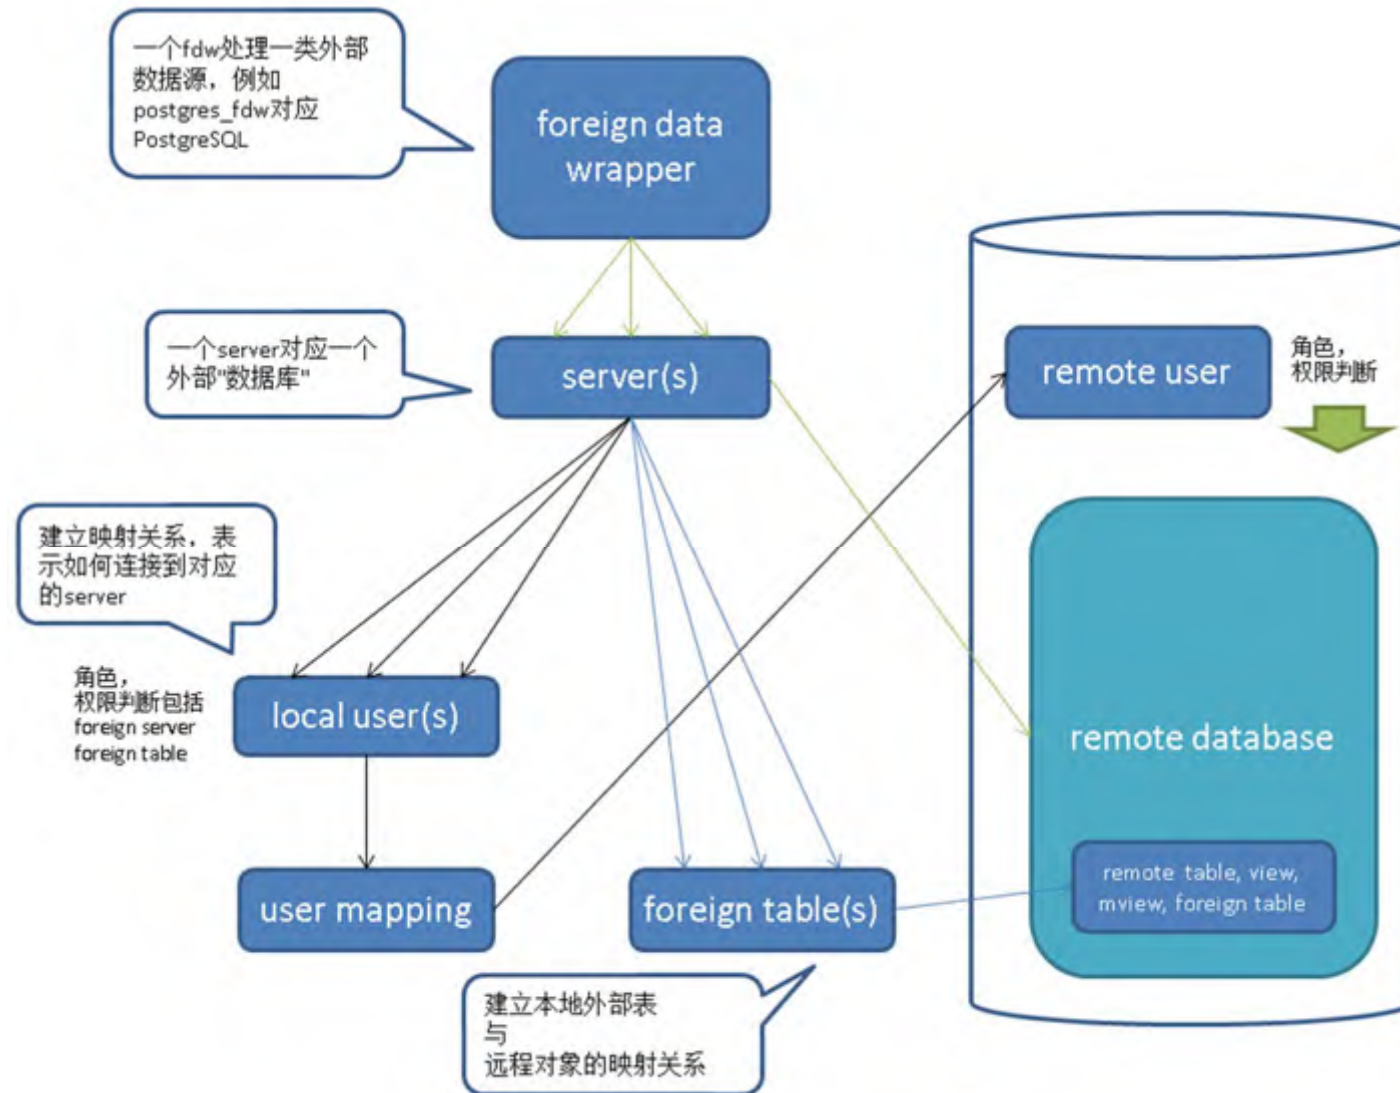 一个fdw处理一类外部
数据源，例如
postgres_fdw对应
PostgreSQL
foreign data
wrapper
一个server对应一个
外部"数据库"
server(s)
remote user
角色，
权限判断
建立映射关系，表
示如何连接到对应
的server
角色，
权限判断包括
foreign server
foreign table
local user(s)
remote database
user mapping
foreign table(s)
remote table, view,
mview, foreign table
建立本地外部表
与
远程对象的映射关系